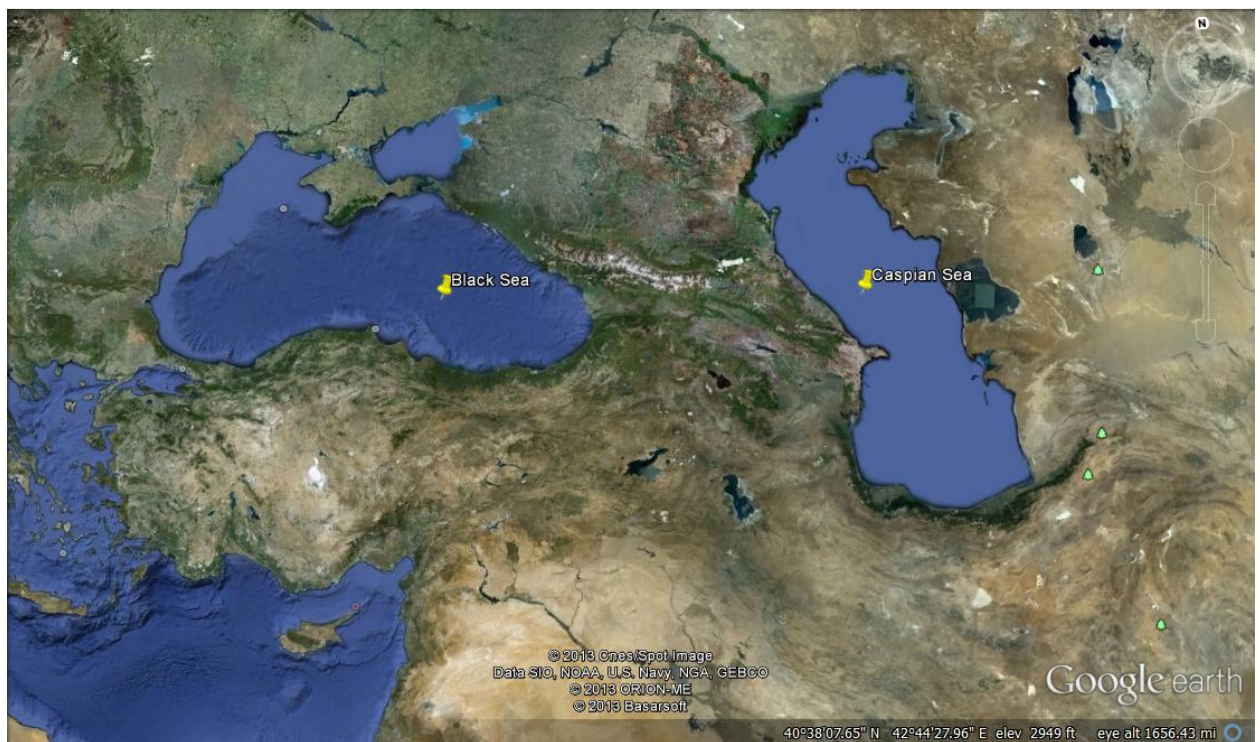 N
Black Sea
Caspian Sea
© 2013 Cnes/Spot Image
Data SIO, NOAA, U.S. Navy, NGA, GEBCO
© 2013 ORION-ME
© 2013 Basarsoft
Google earth
40°38'07.65" N 42°44'27.96" E elev 2949 ft eye alt 1656.43 mi